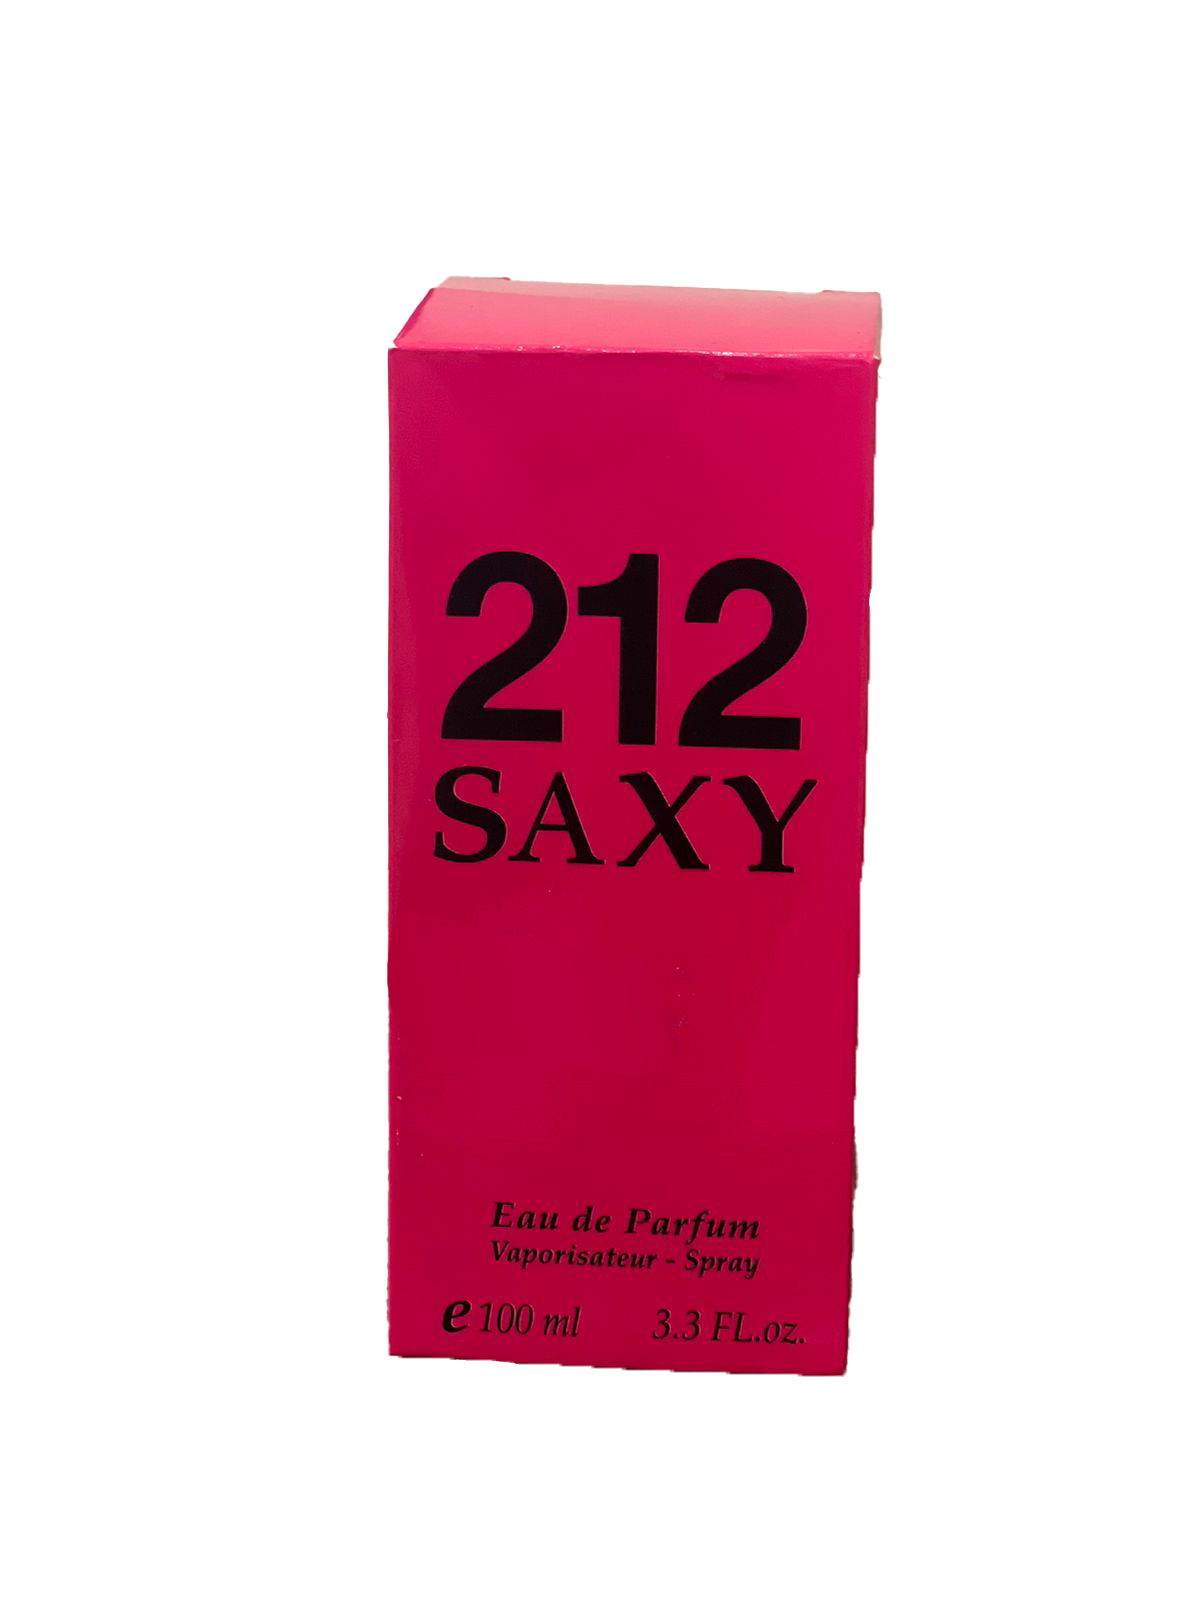 212
SAXY
Eau de Parfum
Vaporisateur - Spray
e 100 ml 3.3 FL.oz.